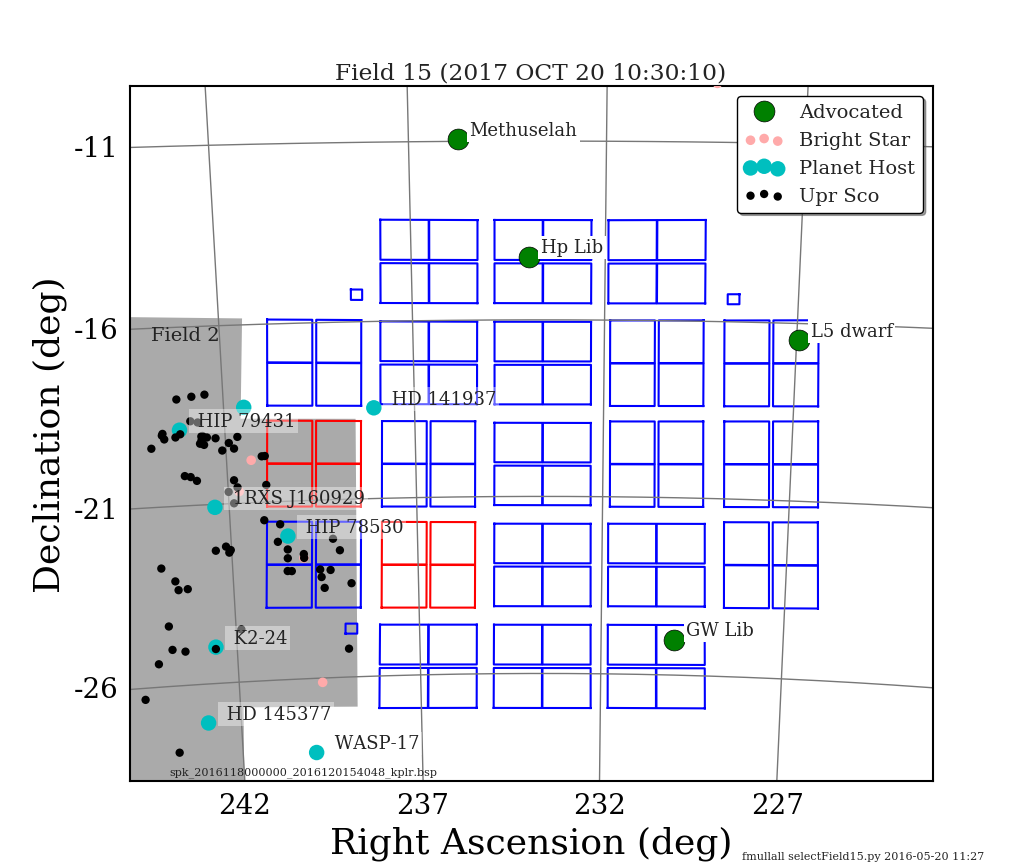 Field 15 (2017 OCT 20 10:30:10)
Advocated
Bright Star
Planet Host
Upr Sco
Methuselah
Hp Lib
L5 dwarf
Field 2
HD 141937
HIP 79431
1RXS J160929
HIP 78530
K2-24
GW Lib
HD 145377
WASP-17
spk_2016118000000_2016120154048_kplr.bsp
-11
-16
-21
-26
Declination (deg)
242
237
232
227
Right Ascension (deg)
fmullall selectField15.py 2016-05-20 11:27